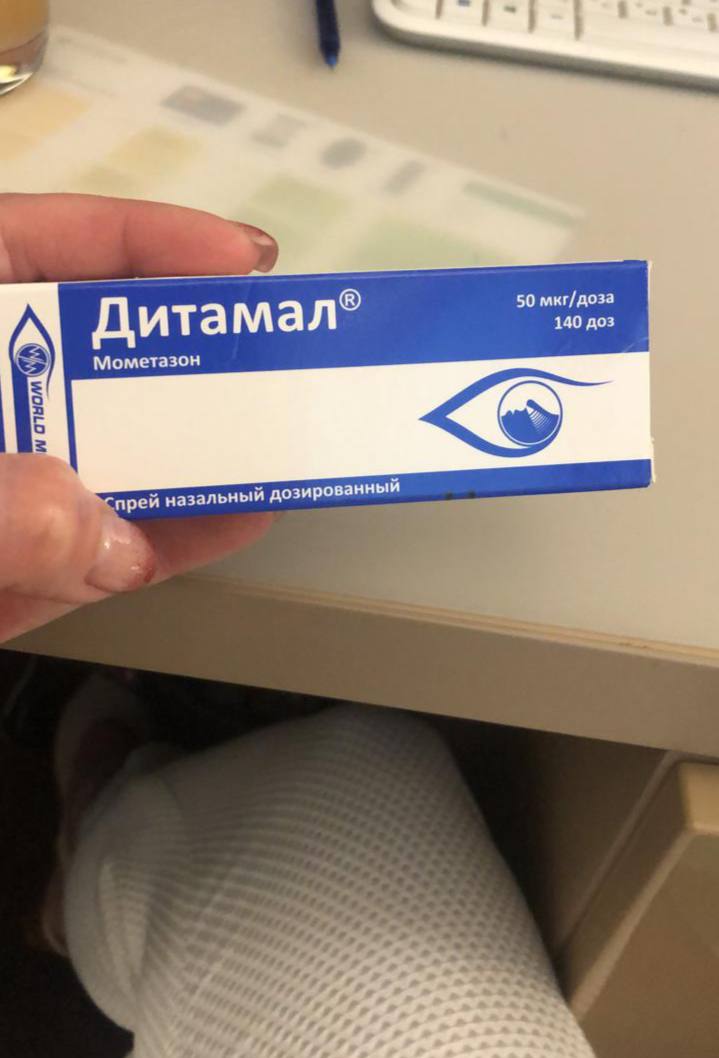 Дитамал®
Мометазон
50 мкг/доза
140 доз
Спрей назальный дозированный
WORLD